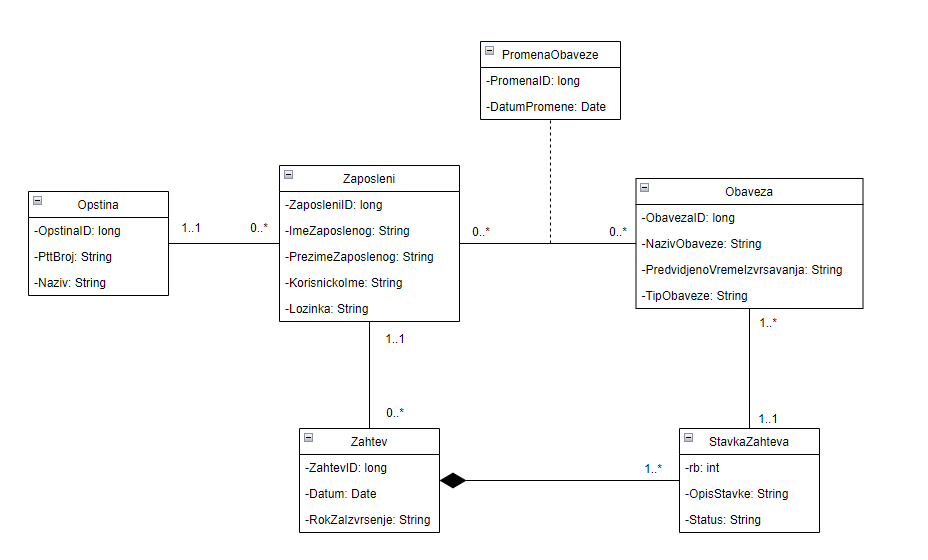 PromenaObaveze
-PromenaID: long
-DatumPromene: Date
Opstina
-OpstinaID: long
-PttBroj: String
-Naziv: String
1..1
0..*
Zaposleni
-ZaposleniID: long
-ImeZaposlenog: String
-PrezimeZaposlenog: String
-KorisnickoIme: String
-Lozinka: String
0..*
0..*
Obaveza
-ObavezaID: long
-NazivObaveze: String
-PredvidjenoVremeIzvrsavanja: String
-TipObaveze: String
1..1
0..*
1..*
1..1
Zahtev
-ZahtevID: long
-Datum: Date
-RokZaIzvrsenje: String
1..*
StavkaZahteva
-rb: int
-OpisStavke: String
-Status: String